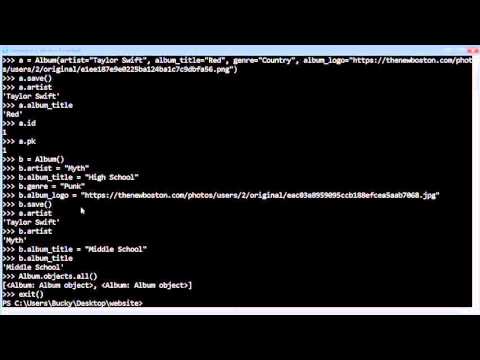 >>> a = Album(artist="Taylor Swift", album_title="Red", genre="Country", album_logo="https://thenewboston.com/phot
s/users/2/original/e1ee187e9e0225ba124ba1c7c9dbfa56.png")
>>> a.save()
>>> a.artist
'Taylor Swift'
>>> a.album_title
'Red'
>>> a.id
1
>>> a.pk
1
>>> b = Album()
>>> b.artist = "Myth"
>>> b.album_title = "High School"
>>> b.genre = "Punk"
>>> b.album_logo = "https://thenewboston.com/photos/users/2/original/eac03a8959095ccb188efcea5aab7068.jpg"
>>> b.save()
>>> a.artist
'Taylor Swift'
>>> b.artist
'Myth'
>>> b.album_title = "Middle School"
>>> b.album_title
'Middle School'
>>> Album.objects.all()
[<Album: Album object>, <Album: Album object>]
>>> exit()
PS C:\Users\Bucky\Desktop\website>